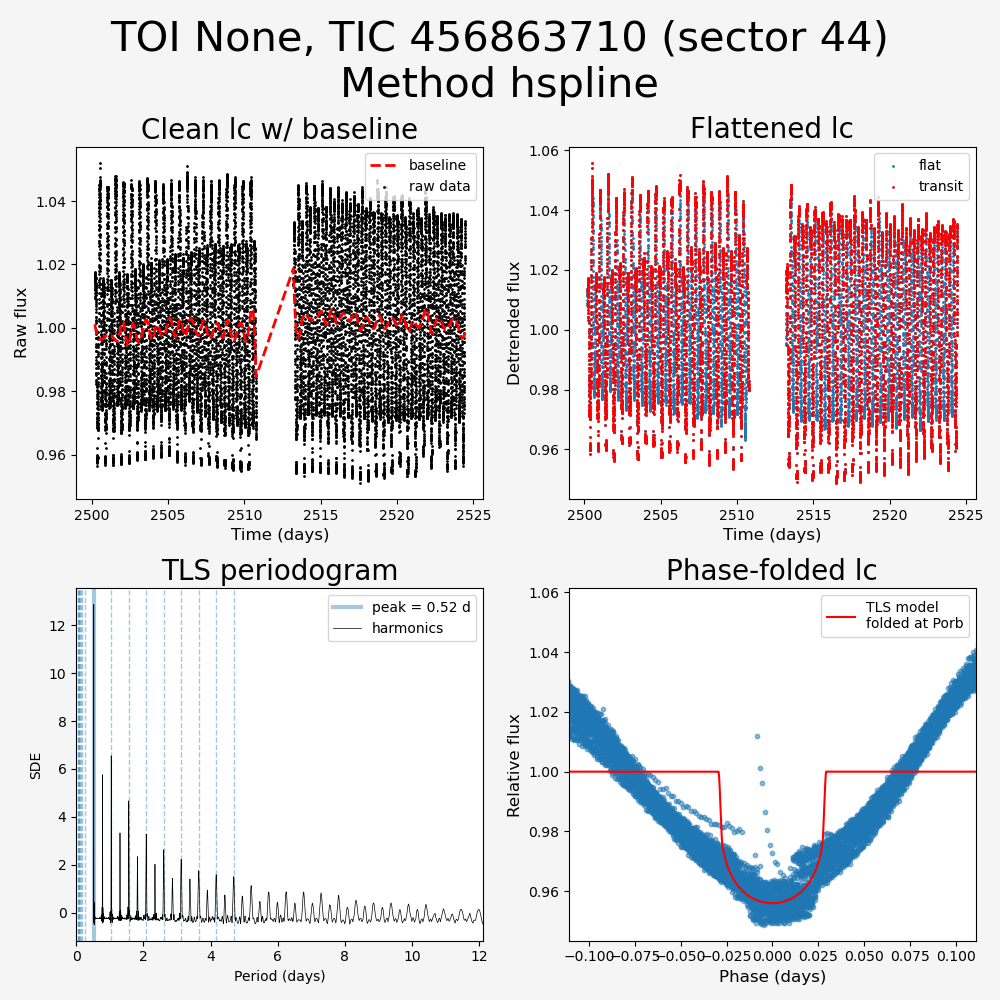 TOI None, TIC 456863710 (sector 44)
Method hspline
Clean lc w/ baseline
Flattened lc
baseline
raw data
flat
transit
Raw flux
1.04
1.02
1.00
0.98
0.96
2500
2505
2510
2515
2520
2525
Time (days)
Detrended flux
1.06
1.04
1.02
1.00
0.98
0.96
2500
2505
2510
2515
2520
2525
Time (days)
TLS periodogram
Phase-folded lc
peak = 0.52 d
harmonics
TLS model
folded at Porb
SDE
12
10
8
6
4
2
0
0
2
4
6
8
10
12
Period (days)
Relative flux
1.06
1.04
1.02
1.00
0.98
0.96
−0.100
−0.075
−0.050
−0.025
0.000
0.025
0.050
0.075
0.100
Phase (days)